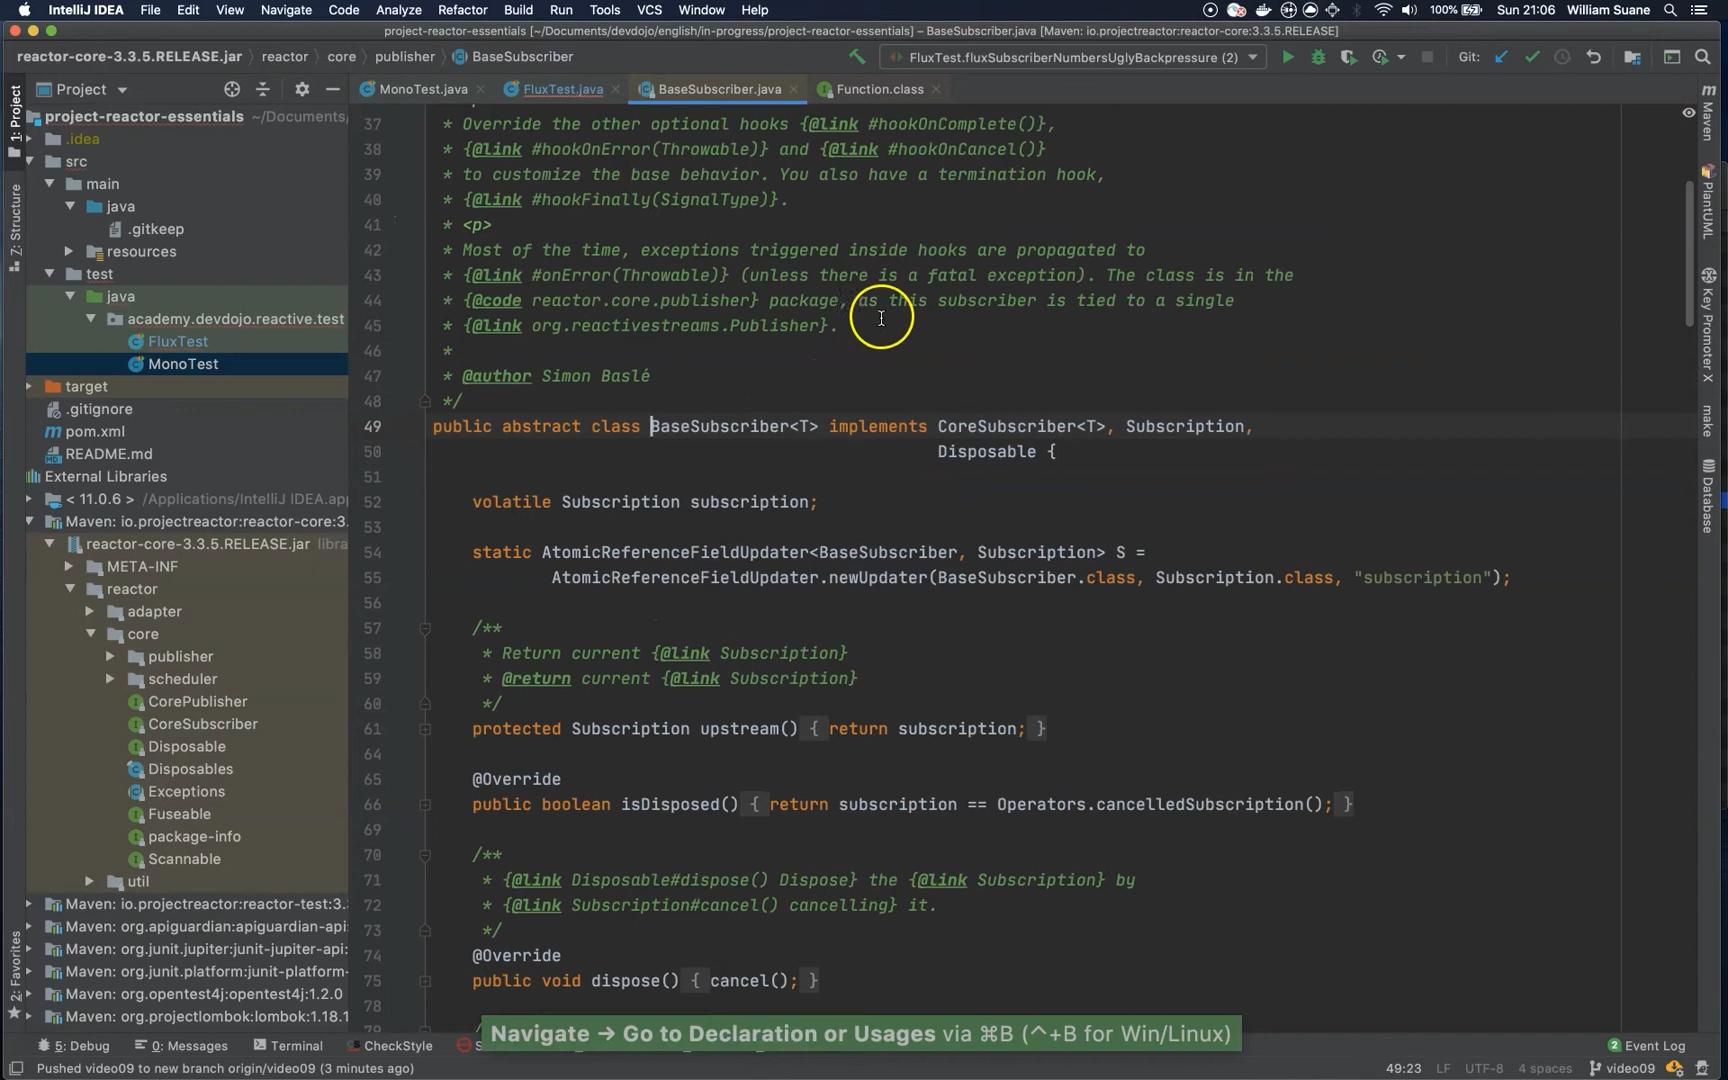 IntelliJ IDEA File Edit View Navigate Code Analyze Refactor Build Run Tools VCS Window Help 100% Sun 21:06 William Suane
project-reactor-essentials [~/Documents/devdojo/english/in-progress/project-reactor-essentials] – BaseSubscriber.java [Maven: io.projectreactor:reactor-core:3.3.5.RELEASE]
reactor-core-3.3.5.RELEASE.jar reactor core publisher BaseSubscriber FluxTest.fluxSubscriberNumbersUglyBackpressure (2) Git:
Project MonoTest.java FluxTest.java BaseSubscriber.java Function.class
1: Project
Z: Structure
2: Favorites
project-reactor-essentials ~/Documents/
.idea
src
main
java
.gitkeep
resources
test
java
academy.devdojo.reactive.test
FluxTest
MonoTest
target
.gitignore
pom.xml
README.md
External Libraries
< 11.0.6 > /Applications/IntelliJ IDEA.app
Maven: io.projectreactor:reactor-core:3.
reactor-core-3.3.5.RELEASE.jar libra
META-INF
reactor
adapter
core
publisher
scheduler
CorePublisher
CoreSubscriber
Disposable
Disposables
Exceptions
Fuseable
package-info
Scannable
util
Maven: io.projectreactor:reactor-test:3.3
Maven: org.apiguardian:apiguardian-api:
Maven: org.junit.jupiter:junit-jupiter-api:
Maven: org.junit.platform:junit-platform-
Maven: org.opentest4j:opentest4j:1.2.0
Maven: org.projectlombok:lombok:1.18.1
37 * Override the other optional hooks {@link #hookOnComplete()},
38 * {@link #hookOnError(Throwable)} and {@link #hookOnCancel()}
39 * to customize the base behavior. You also have a termination hook,
40 * {@link #hookFinally(SignalType)}.
41 * <p>
42 * Most of the time, exceptions triggered inside hooks are propagated to
43 * {@link #onError(Throwable)} (unless there is a fatal exception). The class is in the
44 * {@code reactor.core.publisher} package, as this subscriber is tied to a single
45 * {@link org.reactivestreams.Publisher}.
46 *
47 * @author Simon Baslé
48 */
49 public abstract class BaseSubscriber<T> implements CoreSubscriber<T>, Subscription,
50 Disposable {
51
52 volatile Subscription subscription;
53
54 static AtomicReferenceFieldUpdater<BaseSubscriber, Subscription> S =
55 AtomicReferenceFieldUpdater.newUpdater(BaseSubscriber.class, Subscription.class, "subscription");
56
57 /**
58 * Return current {@link Subscription}
59 * @return current {@link Subscription}
60 */
61 protected Subscription upstream() { return subscription; }
64
65 @Override
66 public boolean isDisposed() { return subscription == Operators.cancelledSubscription(); }
69
70 /**
71 * {@link Disposable#dispose() Dispose} the {@link Subscription} by
72 * {@link Subscription#cancel() cancelling} it.
73 */
74 @Override
75 public void dispose() { cancel(); }
78
Maven
PlantUML
Key Promoter X
make
Database
Navigate → Go to Declaration or Usages via ⌘B (^+B for Win/Linux)
5: Debug 0: Messages Terminal CheckStyle 2 Event Log
Pushed video09 to new branch origin/video09 (3 minutes ago) 49:23 LF UTF-8 4 spaces video09